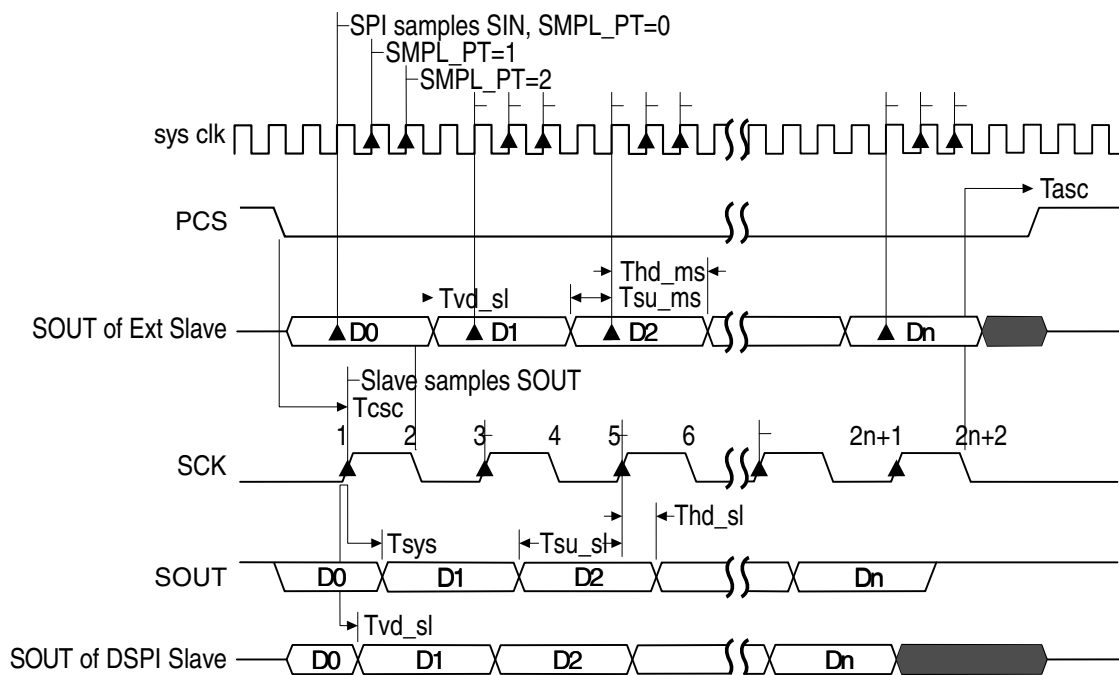 SPI samples SIN, SMPL_PT=0
SMPL_PT=1
SMPL_PT=2
sys clk
Tasc
PCS
Thd_ms
Tvd_sl
Tsu_ms
SOUT of Ext Slave
D0
D1
D2
Dn
Slave samples SOUT
Tcsc
1
2
3
4
5
6
2n+1
2n+2
SCK
Thd_sl
Tsys
Tsu_sl
SOUT
D0
D1
D2
Dn
Tvd_sl
SOUT of DSPI Slave
D0
D1
D2
Dn